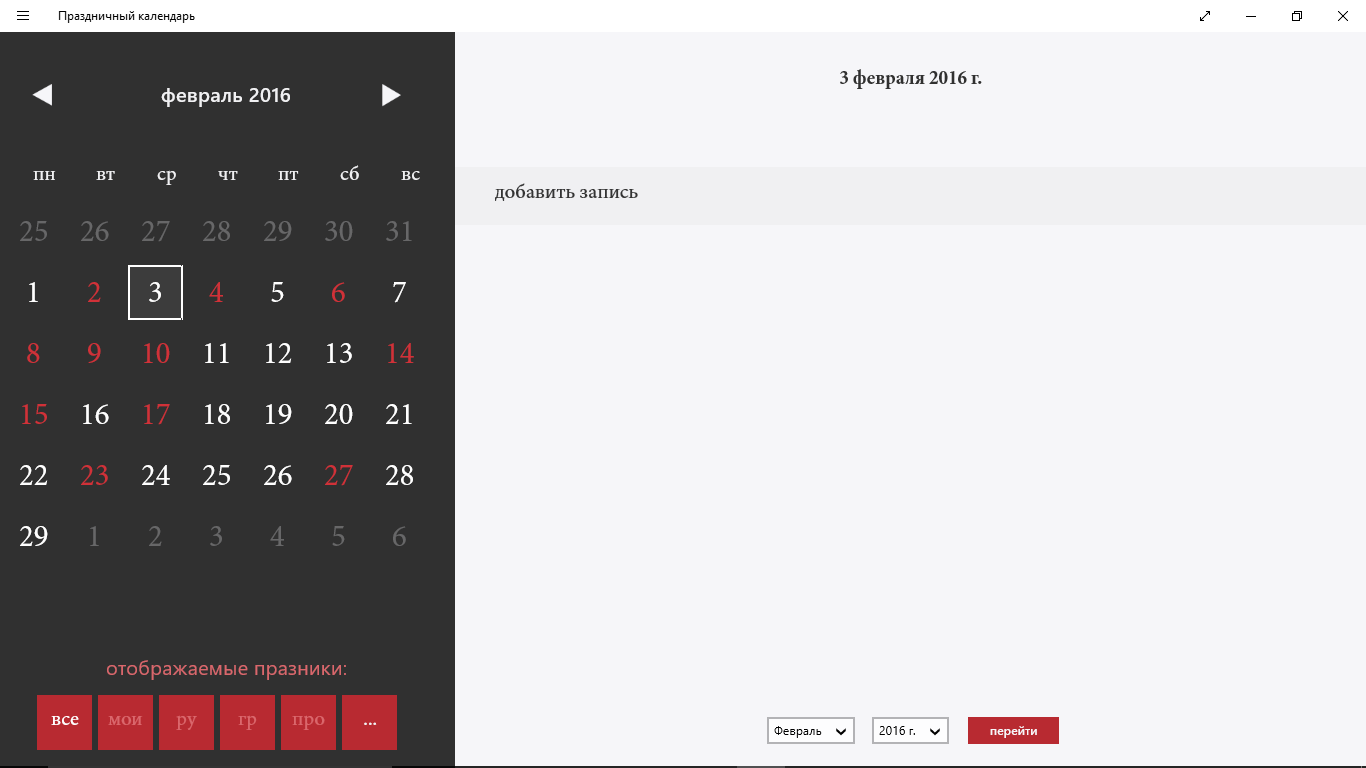 Праздничный календарь
февраль 2016
пн вт ср чт пт сб вс
25 26 27 28 29 30 31
1 2 3 4 5 6 7
8 9 10 11 12 13 14
15 16 17 18 19 20 21
22 23 24 25 26 27 28
29 1 2 3 4 5 6
отображаемые празники:
все мои ру гр про ...
3 февраля 2016 г.
добавить запись
Февраль 2016 г. перейти